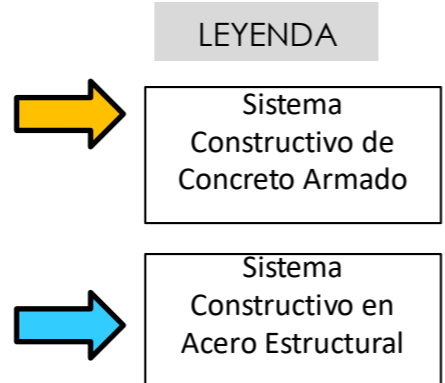 LEYENDA
Sistema
Constructivo de
Concreto Armado
Sistema
Constructivo en
Acero Estructural